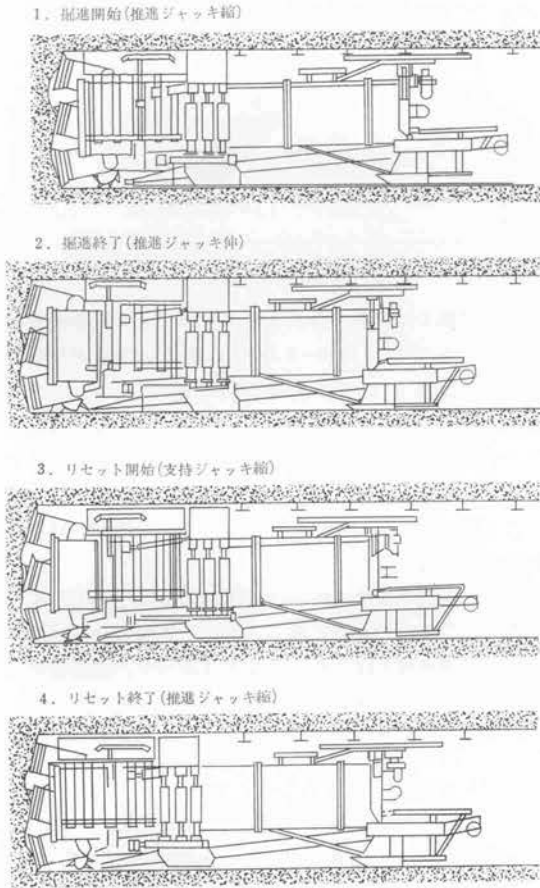 1. 掘進開始(推進ジャッキ縮)
2. 掘進終了(推進ジャッキ伸)
3. リセット開始(支持ジャッキ縮)
4. リセット終了(推進ジャッキ縮)